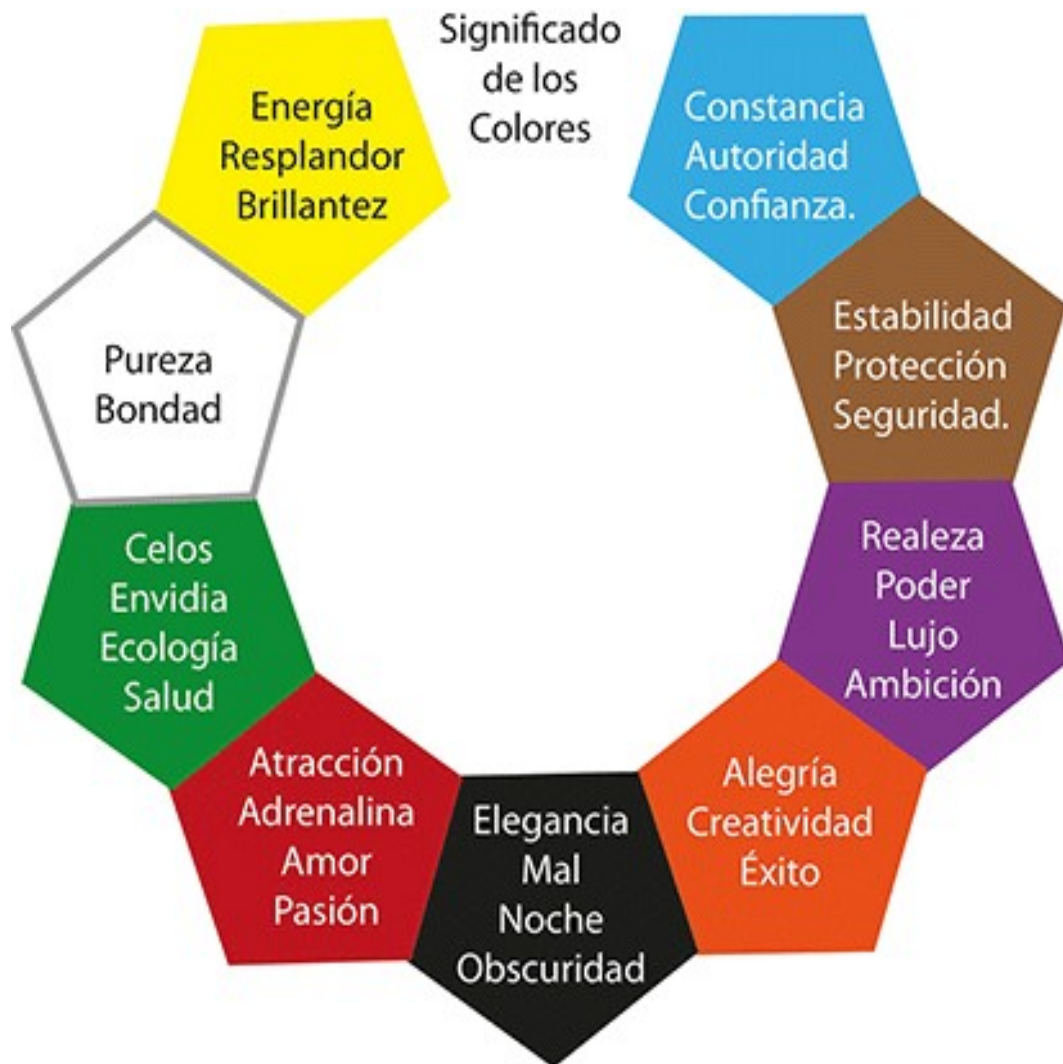 Significado
de los
Colores
Energía
Resplandor
Brillantez
Constancia
Autoridad
Confianza.
Pureza
Bondad
Estabilidad
Protección
Seguridad.
Celos
Envidia
Ecología
Salud
Realeza
Poder
Lujo
Ambición
Atracción
Adrenalina
Amor
Pasión
Elegancia
Mal
Noche
Obscuridad
Alegría
Creatividad
Éxito